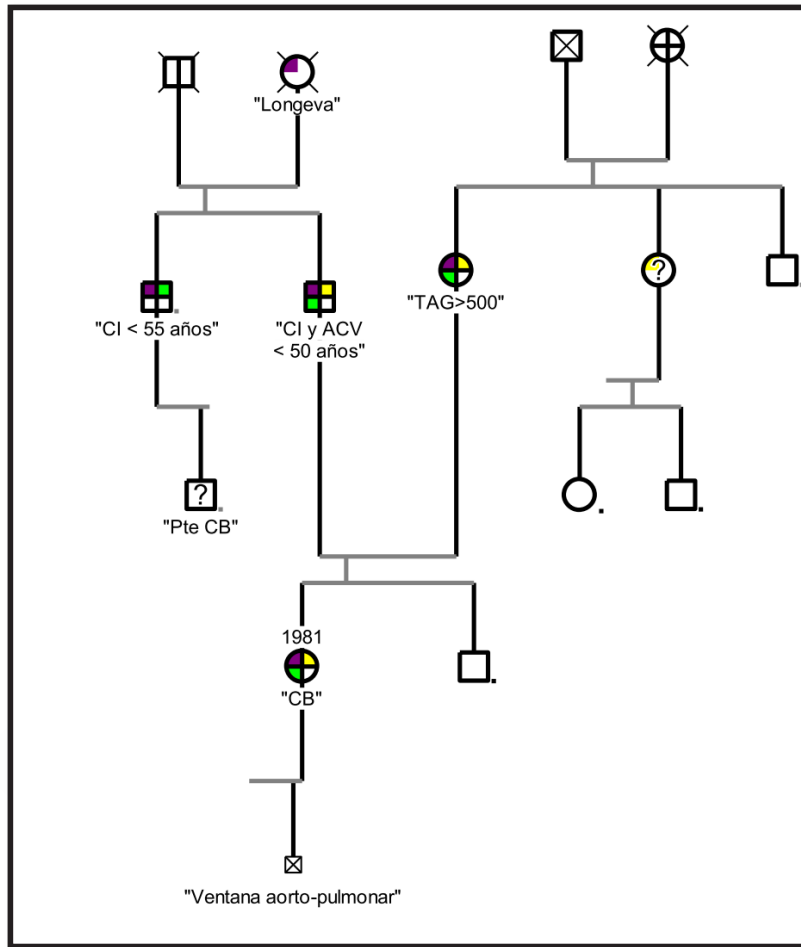 "Longeva"
?
"CI < 55 años"
"CI y ACV
< 50 años"
"TAG>500"
?
"Pte CB"
1981
"CB"
"Ventana aorto-pulmonar"